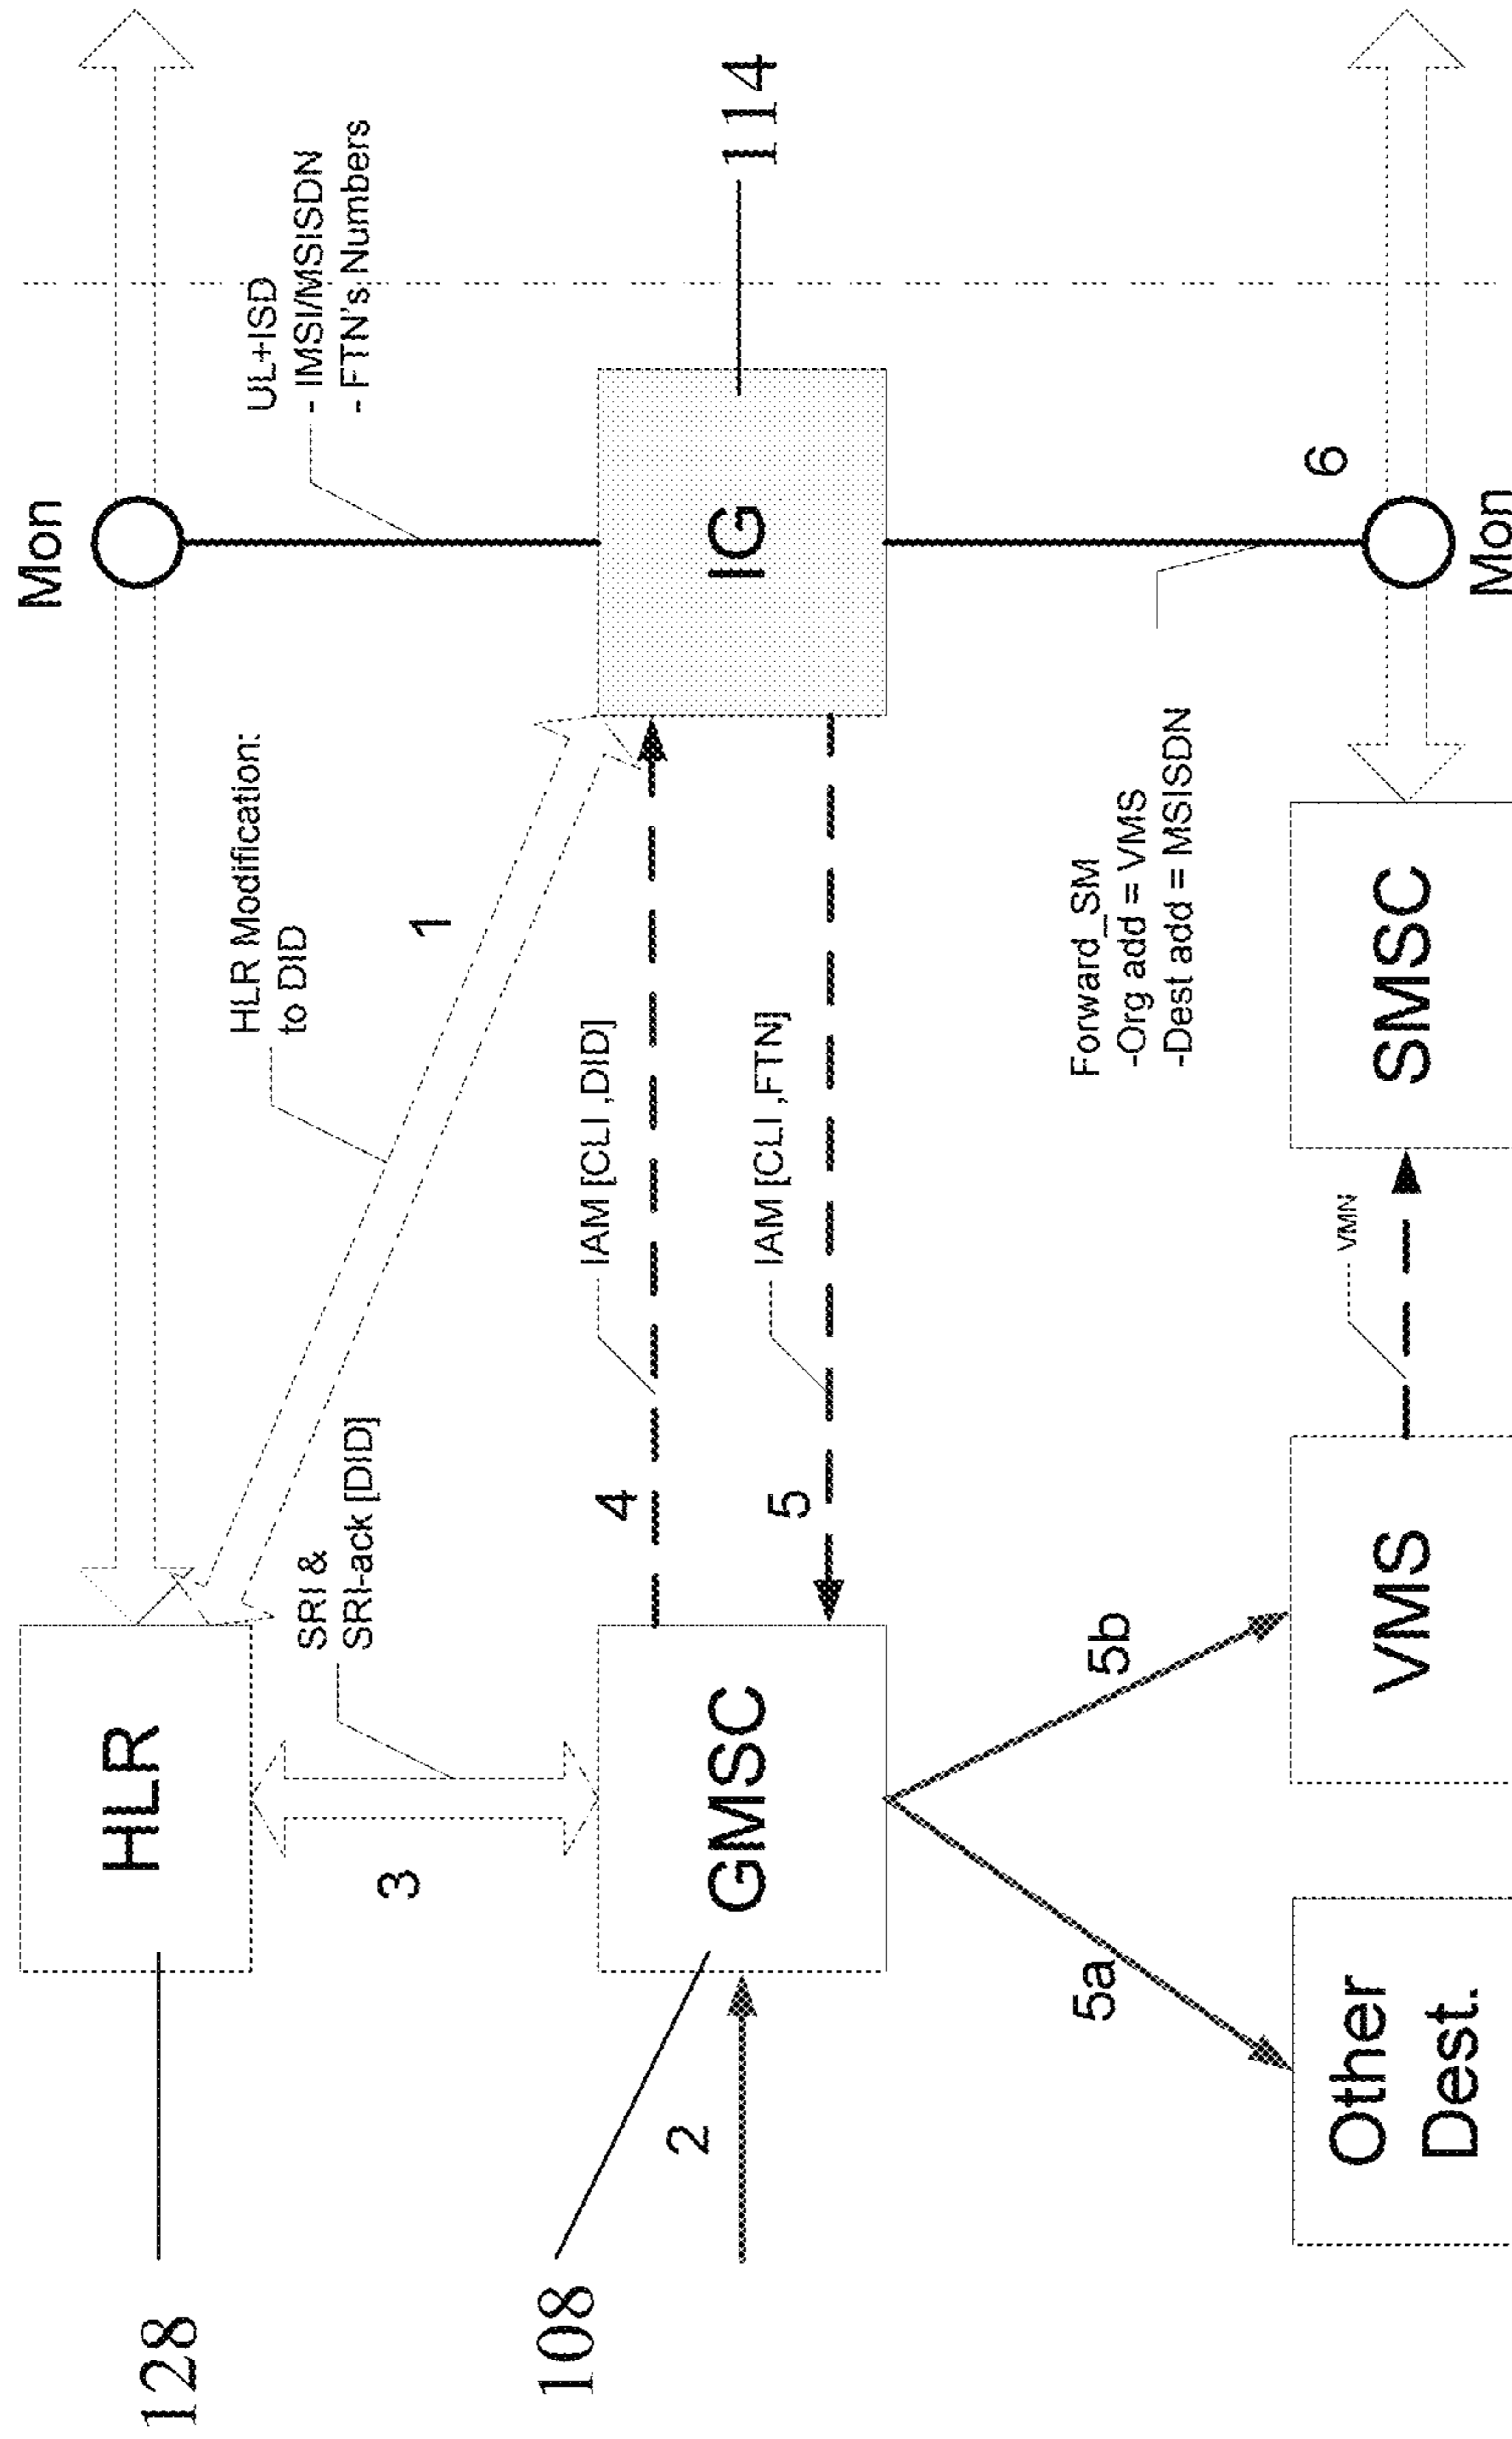 128
HLR
Mon
UL+ISD
- IMSI/MSISDN
- FTN's Numbers
HLR Modification:
to DID
1
SRI &
SRI-ack [DID]
3
108
2
GMSC
4
IAM [CLI ,DID]
5
IAM [CLI ,FTN]
IG
114
5a
5b
Forward_SM
-Org add = VMS
-Dest add = MSISDN
6
Other
Dest.
VMS
VMN
SMSC
Mon